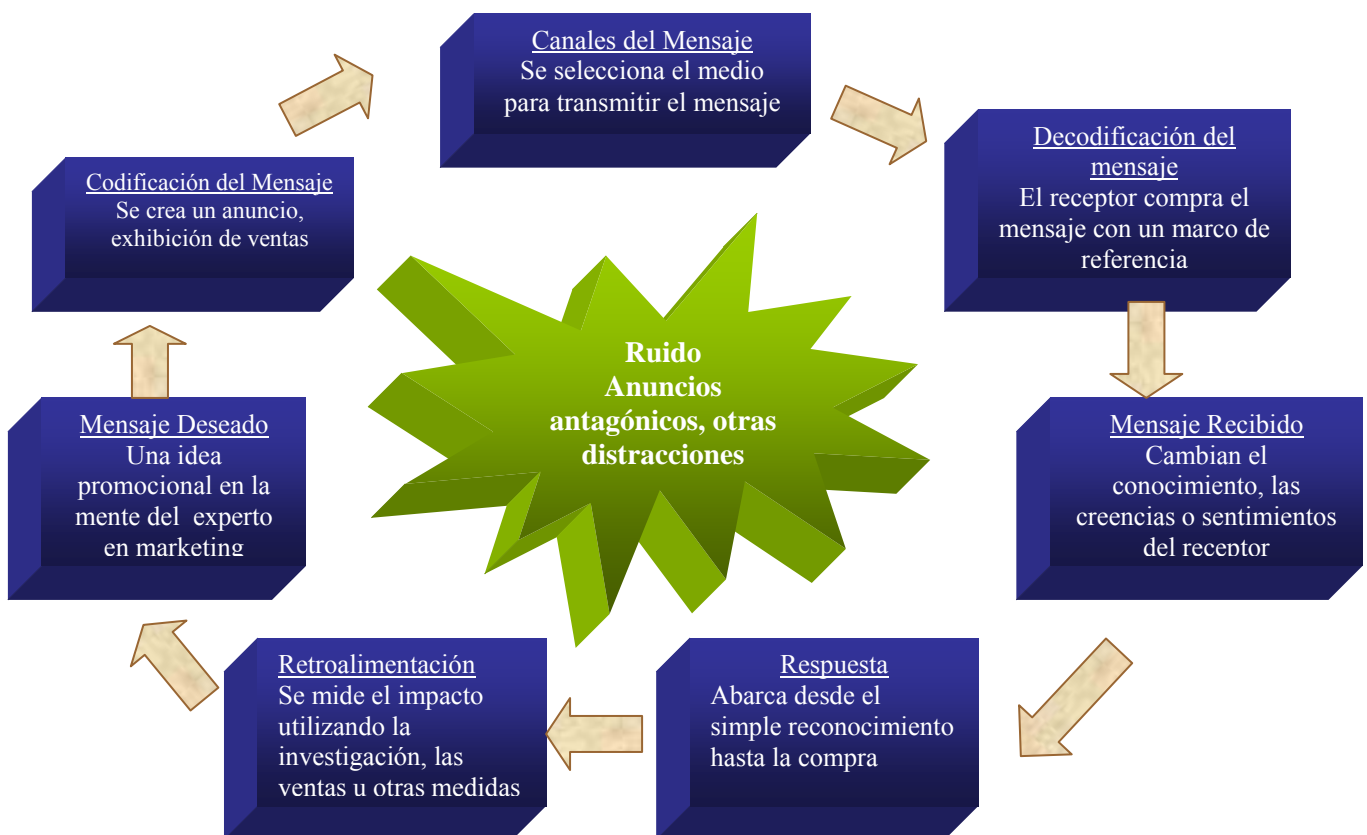 Canales del Mensaje
Se selecciona el medio
para transmitir el mensaje
Decodificación del
mensaje
El receptor compra el
mensaje con un marco de
referencia
Codificación del Mensaje
Se crea un anuncio,
exhibición de ventas
Ruido
Anuncios
antagónicos, otras
distracciones
Mensaje Deseado
Una idea
promocional en la
mente del experto
en marketing
Mensaje Recibido
Cambian el
conocimiento, las
creencias o sentimientos
del receptor
Retroalimentación
Se mide el impacto
utilizando la
investigación, las
ventas u otras medidas
Respuesta
Abarca desde el
simple reconocimiento
hasta la compra